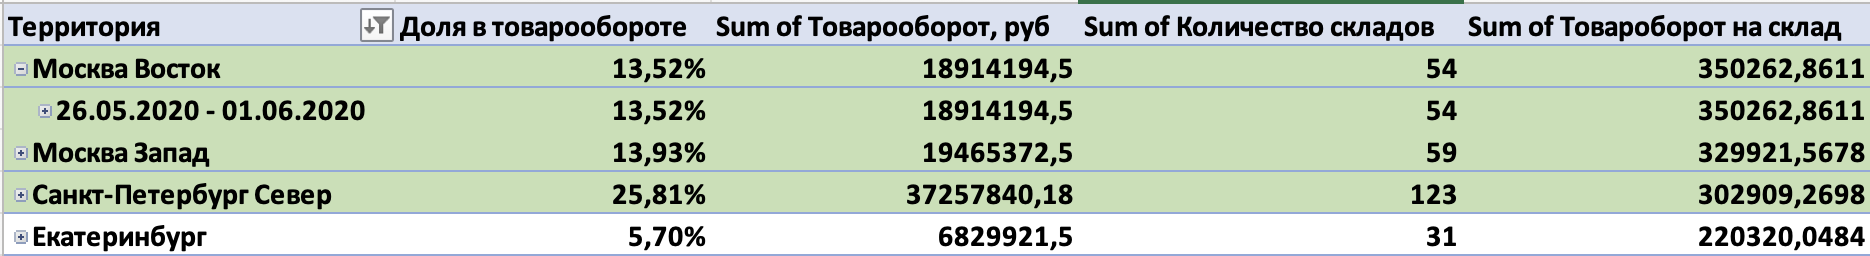 Территория Доля в товарообороте Sum of Товарооборот, руб Sum of Количество складов Sum of Товароборот на склад
Москва Восток 13,52% 18914194,5 54 350262,8611
26.05.2020 - 01.06.2020 13,52% 18914194,5 54 350262,8611
Москва Запад 13,93% 19465372,5 59 329921,5678
Санкт-Петербург Север 25,81% 37257840,18 123 302909,2698
Екатеринбург 5,70% 6829921,5 31 220320,0484